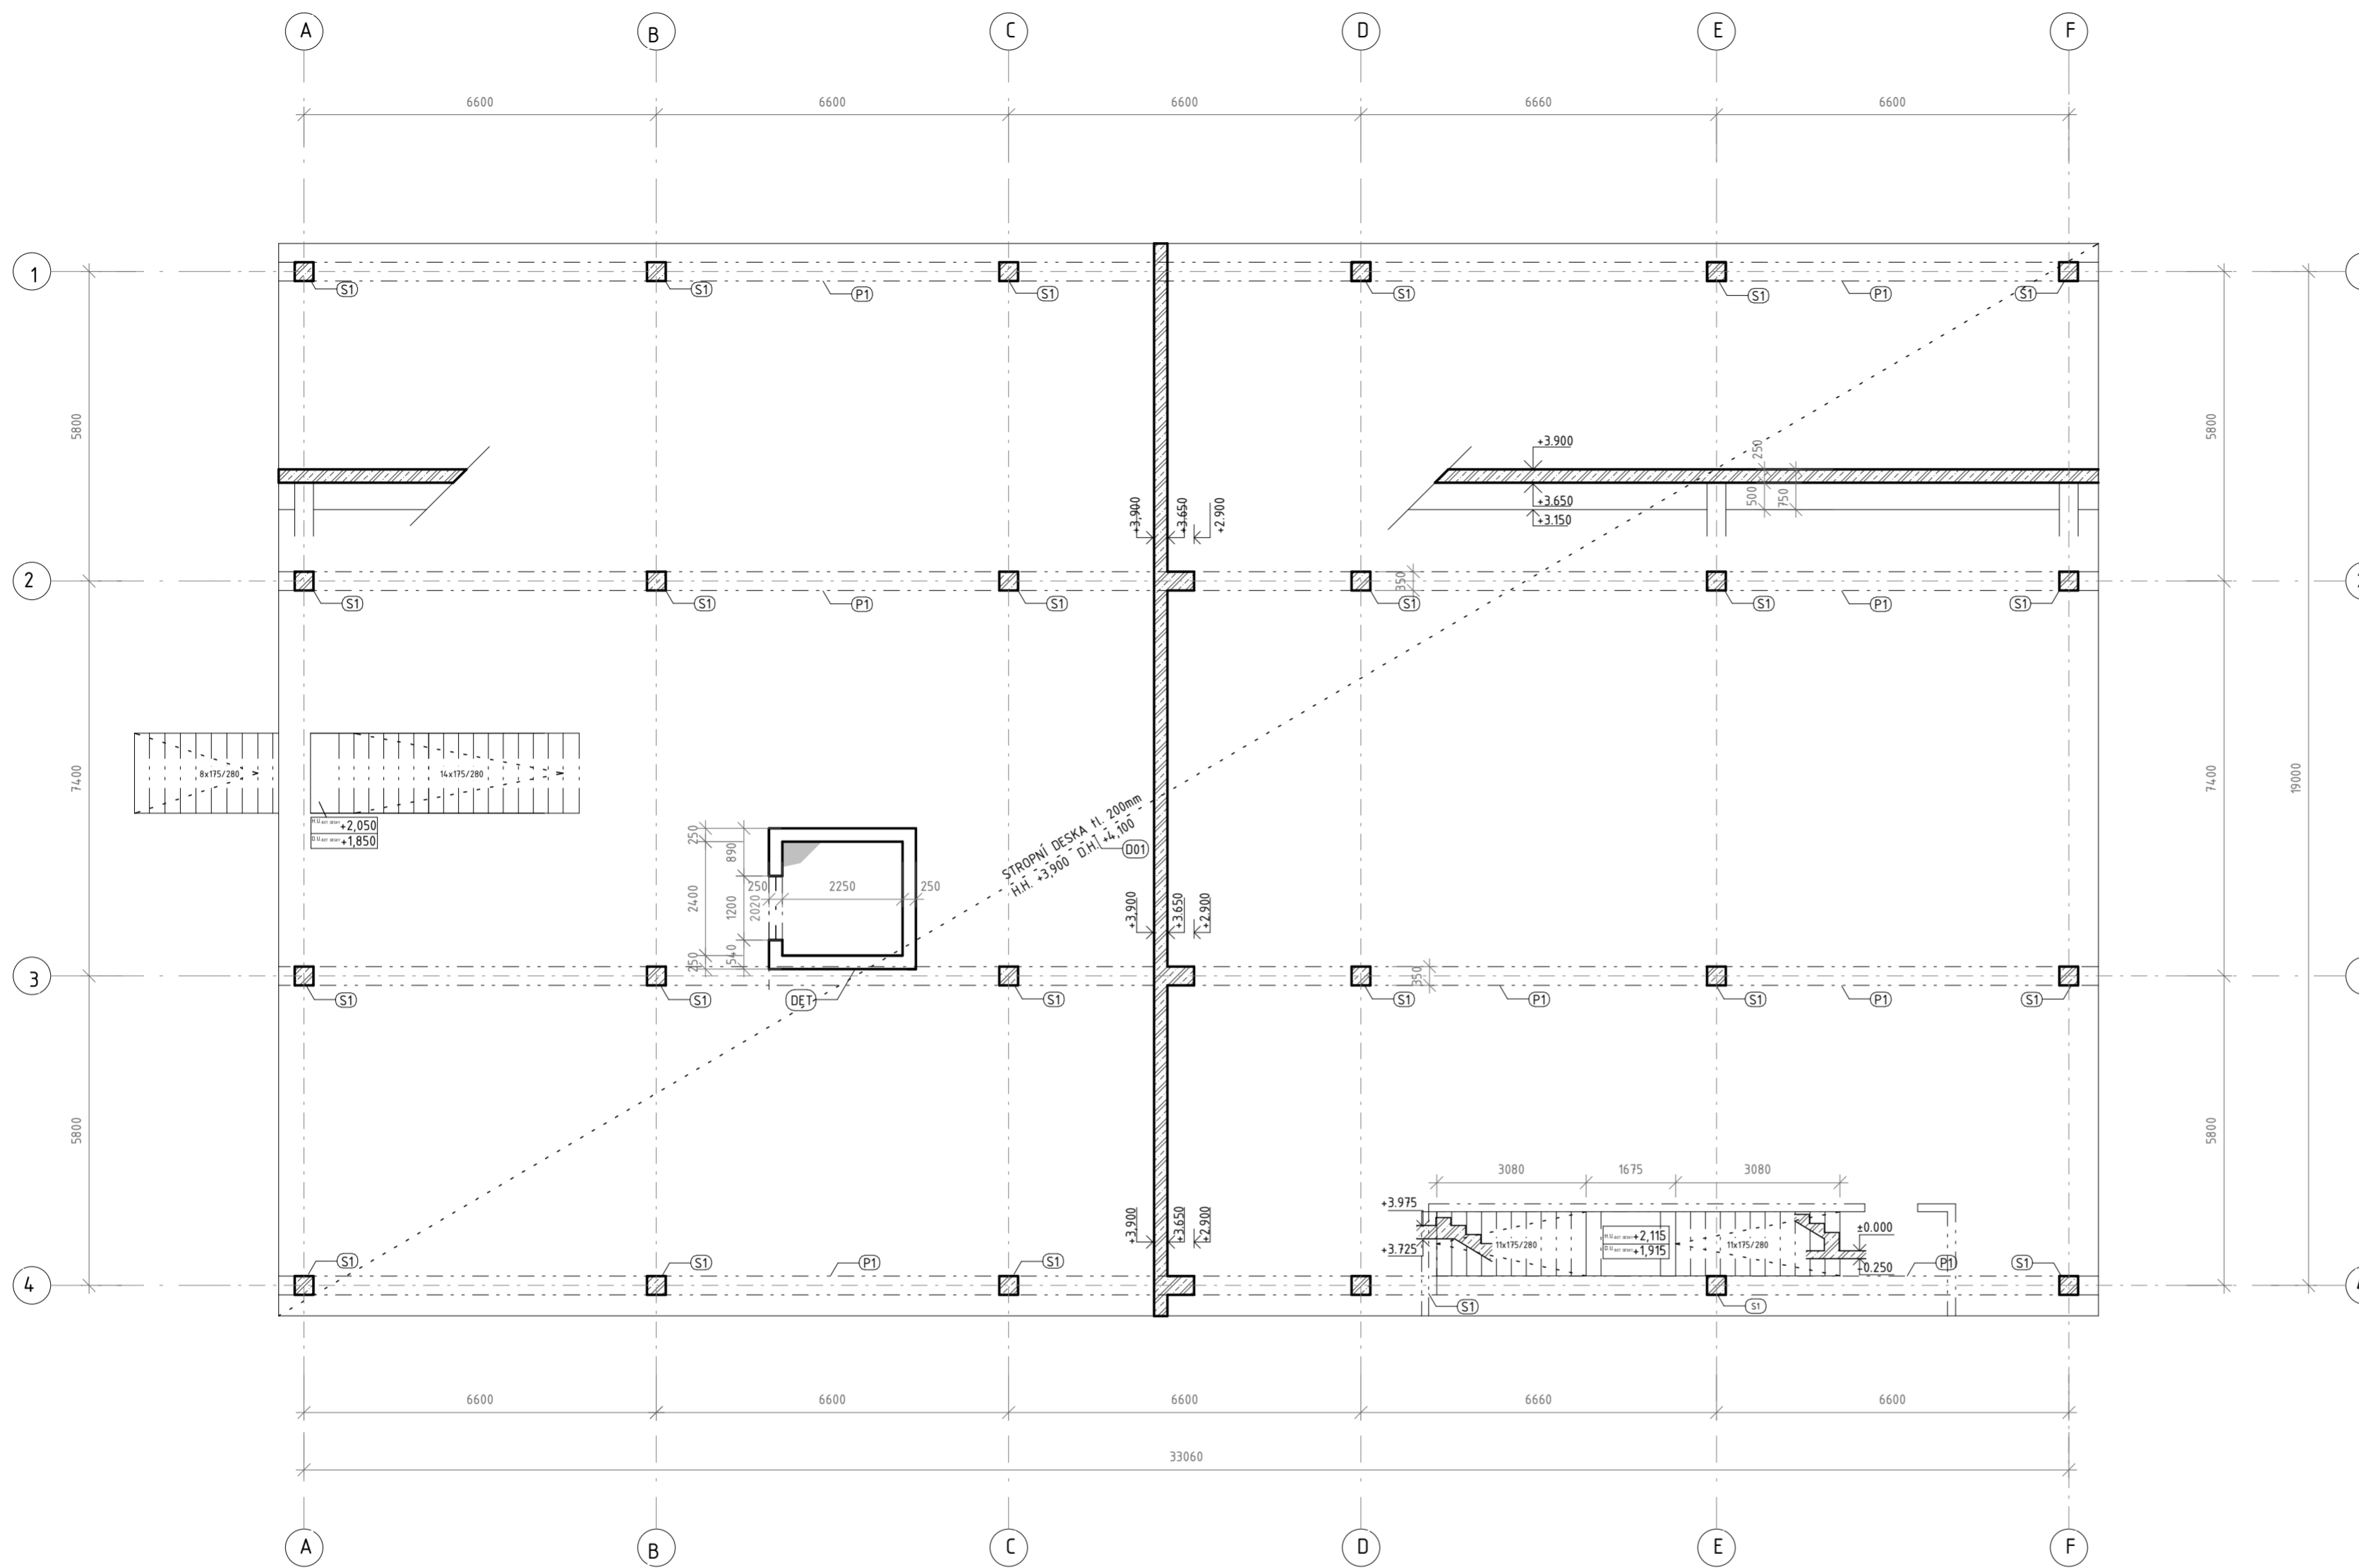 A
B
C
D
E
F
6600
6600
6600
6660
6600
1
S1
S1
P1
S1
S1
S1
P1
S1
5800
5800
+3.900
250
+3.650
500
750
+3.150
+3,900
+3.650
+2.900
2
350
S1
S1
P1
S1
S1
S1
P1
S1
7400
7400
19000
8x175/280
14x175/280
+2,050
+1,850
STROPNÍ DESKA tl. 200mm
H.H. +3,900 D.H. +4,100
D01
250
890
2400
250
2250
250
1200
2020
540
250
+3,900
+3.650
+2.900
3
350
S1
S1
DET
S1
S1
P1
S1
P1
S1
5800
5800
3080
1675
3080
+3.975
+3.725
11x175/280
+2,115
+1,915
11x175/280
±0.000
-0.250
+3,900
+3.650
+2.900
4
S1
S1
P1
S1
S1
S1
P1
S1
6600
6600
6600
6660
6600
33060
A
B
C
D
E
F